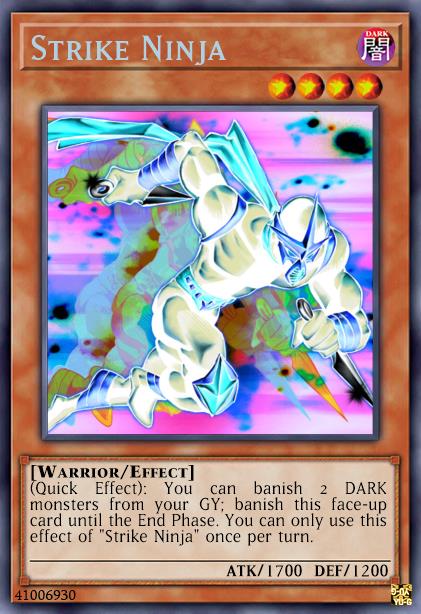 STRIKE NINJA
DARK
闇
[WARRIOR/EFFECT]
(Quick Effect): You can banish 2 DARK
monsters from your GY; banish this face-up
card until the End Phase. You can only use this
effect of "Strike Ninja" once per turn.
ATK/1700 DEF/1200
41006930